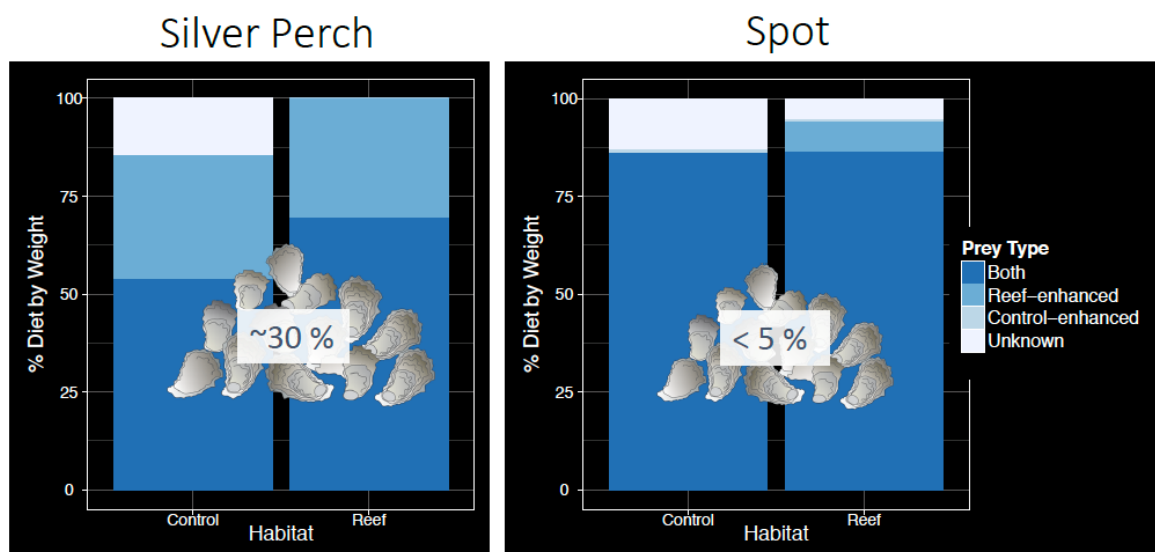 Silver Perch
Spot
% Diet by Weight
100
75
50
25
0
~30 %
Control
Reef
Habitat
% Diet by Weight
100
75
50
25
0
< 5 %
Control
Reef
Habitat
Prey Type
Both
Reef–enhanced
Control–enhanced
Unknown